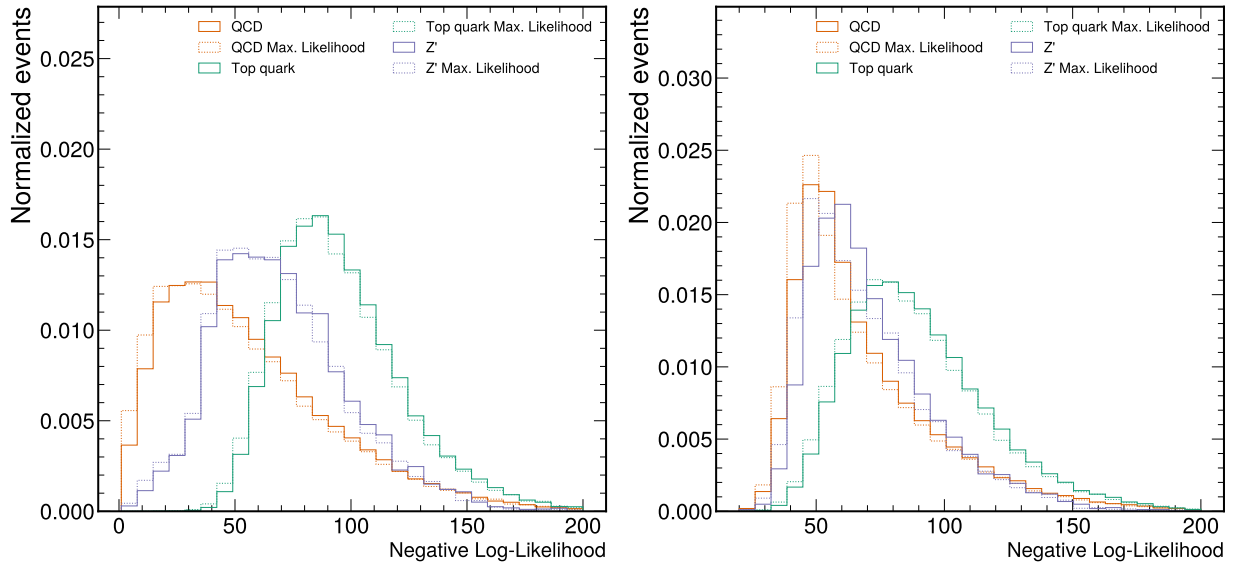 Normalized events
0.025
0.020
0.015
0.010
0.005
0.000
QCD
QCD Max. Likelihood
Top quark
Top quark Max. Likelihood
Z'
Z' Max. Likelihood
0
50
100
150
200
Negative Log-Likelihood
Normalized events
0.030
0.025
0.020
0.015
0.010
0.005
0.000
QCD
QCD Max. Likelihood
Top quark
Top quark Max. Likelihood
Z'
Z' Max. Likelihood
50
100
150
200
Negative Log-Likelihood